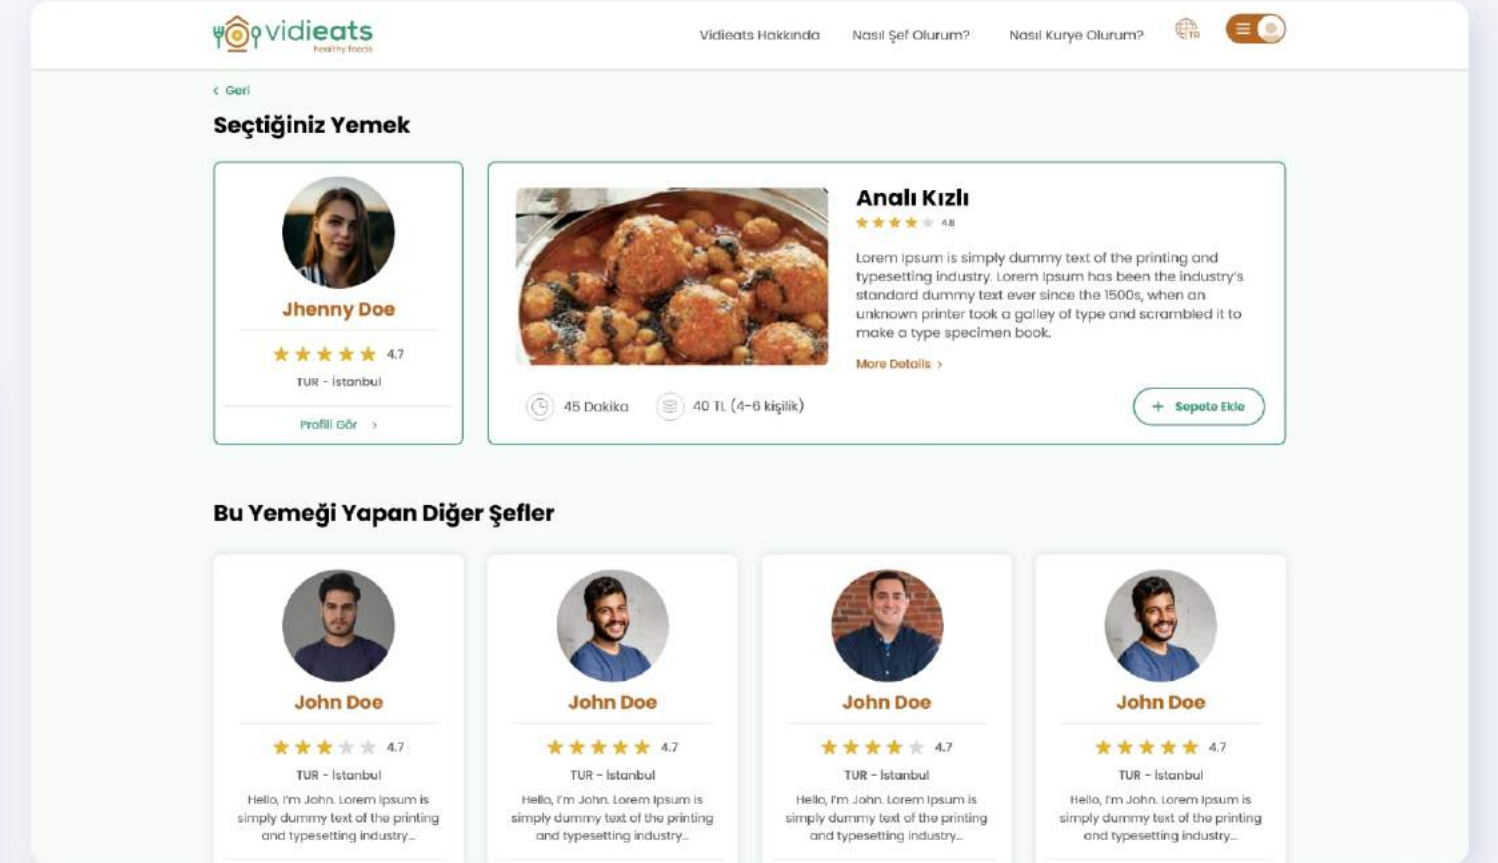 vidieats
healthy foods
Vidieats Hakkında
Nasıl Şef Olurum?
Nasıl Kurye Olurum?
TR
‹ Geri
Seçtiğiniz Yemek
Jhenny Doe
4.7
TUR - İstanbul
Profili Gör ›
Analı Kızlı
4.8
Lorem Ipsum is simply dummy text of the printing and
typesetting industry. Lorem Ipsum has been the industry's
standard dummy text ever since the 1500s, when an
unknown printer took a galley of type and scrambled it to
make a type specimen book.
More Details ›
45 Dakika
40 TL (4-6 kişilik)
+ Sepete Ekle
Bu Yemeği Yapan Diğer Şefler
John Doe
4.7
TUR - İstanbul
Hello, I'm John. Lorem Ipsum is
simply dummy text of the printing
and typesetting industry...
John Doe
4.7
TUR - İstanbul
Hello, I'm John. Lorem Ipsum is
simply dummy text of the printing
and typesetting industry...
John Doe
4.7
TUR - İstanbul
Hello, I'm John. Lorem Ipsum is
simply dummy text of the printing
and typesetting industry...
John Doe
4.7
TUR - İstanbul
Hello, I'm John. Lorem Ipsum is
simply dummy text of the printing
and typesetting industry...